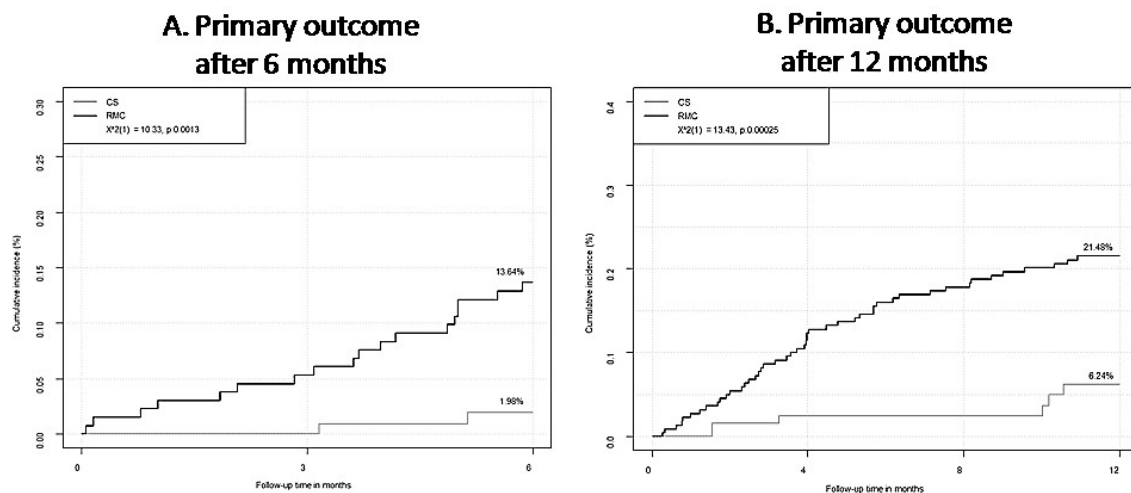 A. Primary outcome
after 6 months
CS
RMC
X^2(1) = 10.33, p 0.0013
0.30
0.25
0.20
0.15
0.10
0.05
0.00
Cumulative incidence (%)
13.64%
1.98%
0
3
6
Follow-up time in months
B. Primary outcome
after 12 months
CS
RMC
X^2(1) = 13.43, p.0.00025
0.4
0.3
0.2
0.1
0.0
Cumulative incidence (%)
21.48%
6.24%
0
4
8
12
Follow-up time in months